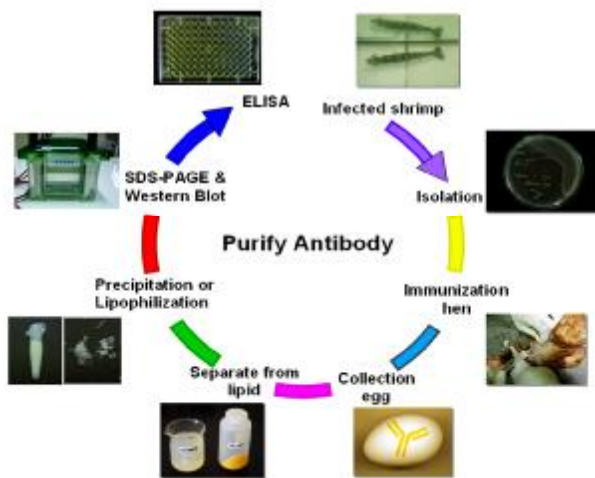 ELISA
Infected shrimp
Isolation
Immunization
hen
Collection
egg
Separate from
lipid
Precipitation or
Lipophilization
SDS-PAGE &
Western Blot
Purify Antibody